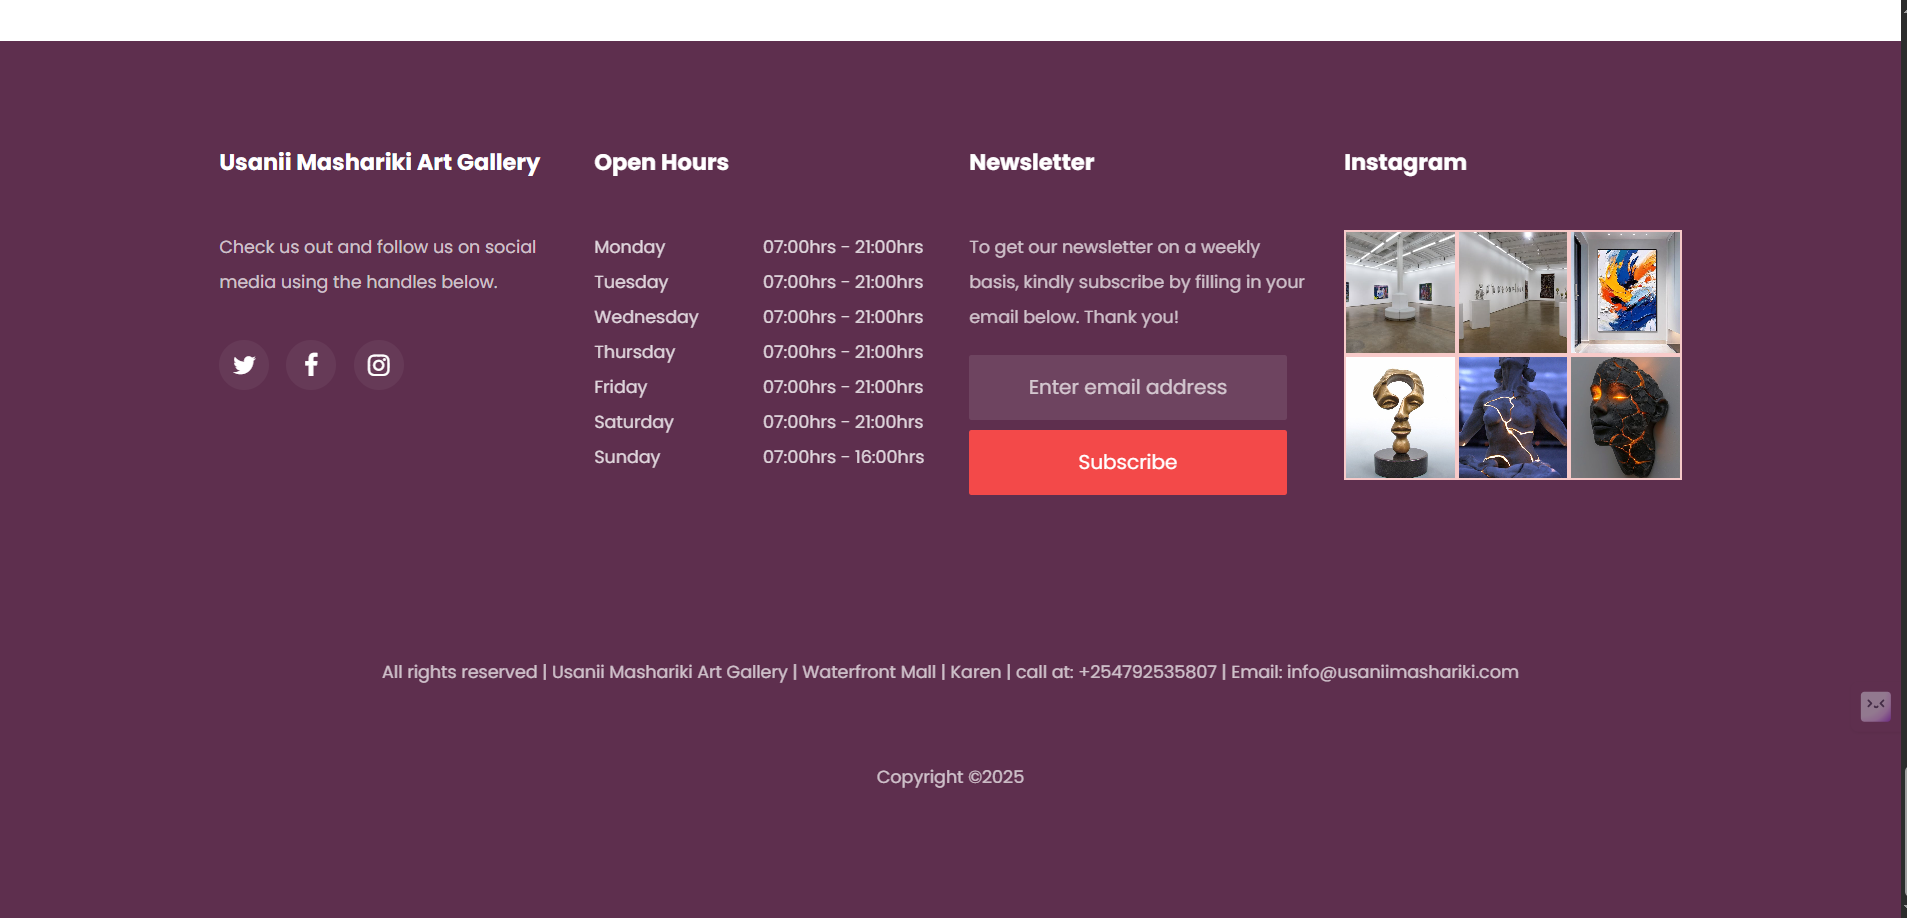 Usanii Mashariki Art Gallery
Check us out and follow us on social
media using the handles below.
Open Hours
Monday 07:00hrs - 21:00hrs
Tuesday 07:00hrs - 21:00hrs
Wednesday 07:00hrs - 21:00hrs
Thursday 07:00hrs - 21:00hrs
Friday 07:00hrs - 21:00hrs
Saturday 07:00hrs - 21:00hrs
Sunday 07:00hrs - 16:00hrs
Newsletter
To get our newsletter on a weekly
basis, kindly subscribe by filling in your
email below. Thank you!
Enter email address
Subscribe
Instagram
All rights reserved | Usanii Mashariki Art Gallery | Waterfront Mall | Karen | call at: +254792535807 | Email: info@usaniimashariki.com
Copyright ©2025